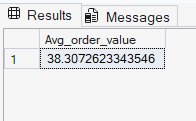 Results Messages
Avg_order_value
1 38.3072623343546